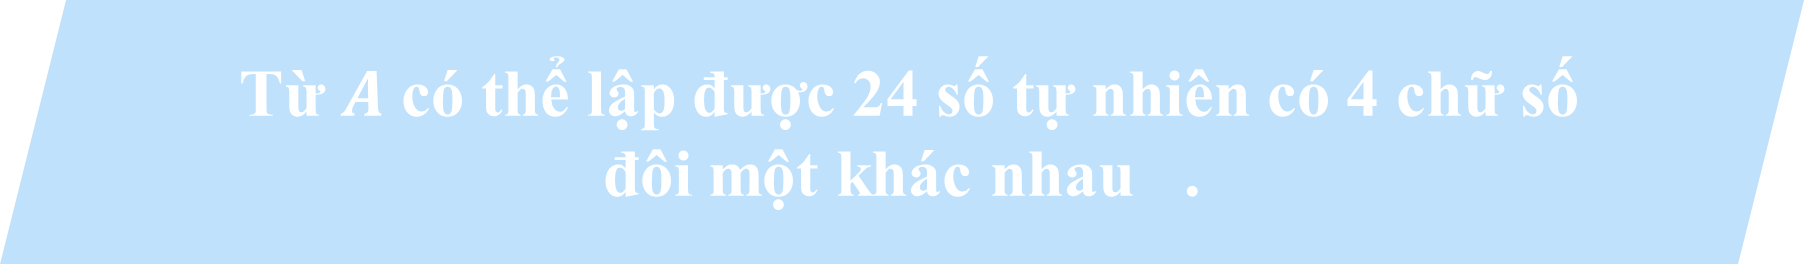 Từ A có thể lập được 24 số tự nhiên có 4 chữ số
đôi một khác nhau .